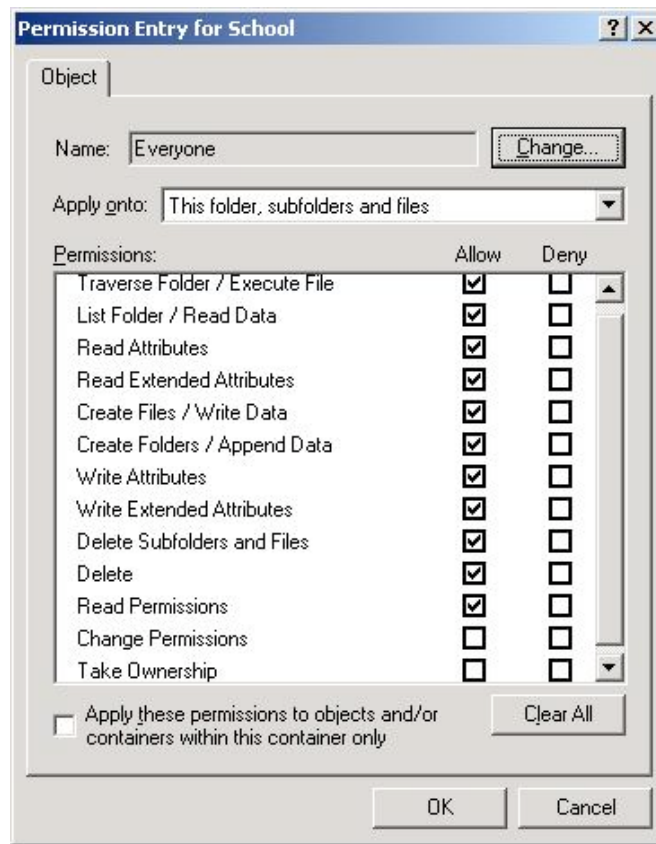 Permission Entry for School
Object
Name: Everyone Change...
Apply onto: This folder, subfolders and files
Permissions: Allow Deny
Traverse Folder / Execute File
List Folder / Read Data
Read Attributes
Read Extended Attributes
Create Files / Write Data
Create Folders / Append Data
Write Attributes
Write Extended Attributes
Delete Subfolders and Files
Delete
Read Permissions
Change Permissions
Take Ownership
Apply these permissions to objects and/or Clear All
containers within this container only
OK Cancel